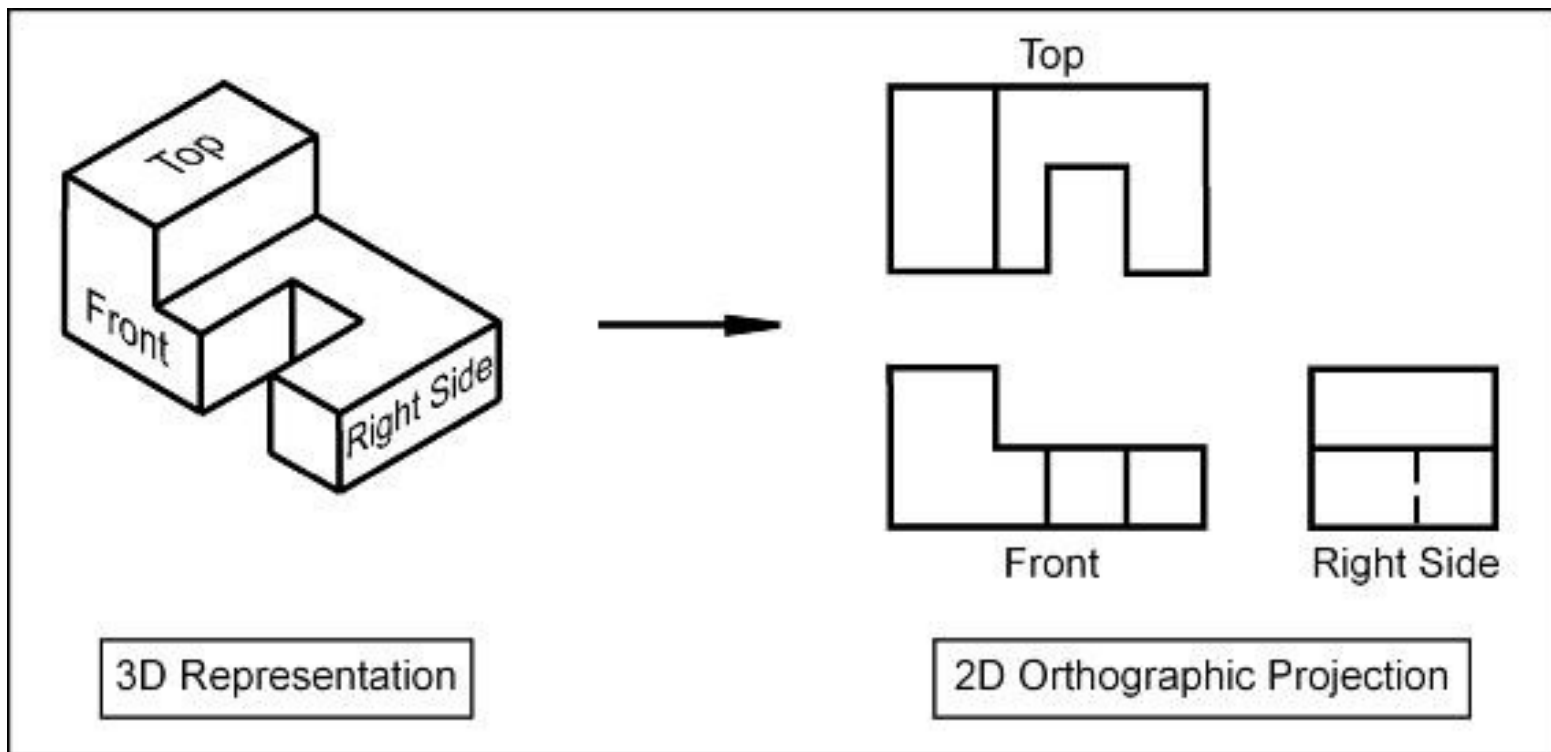 Top
Front
Right Side
Top
Front
Right Side
3D Representation
2D Orthographic Projection